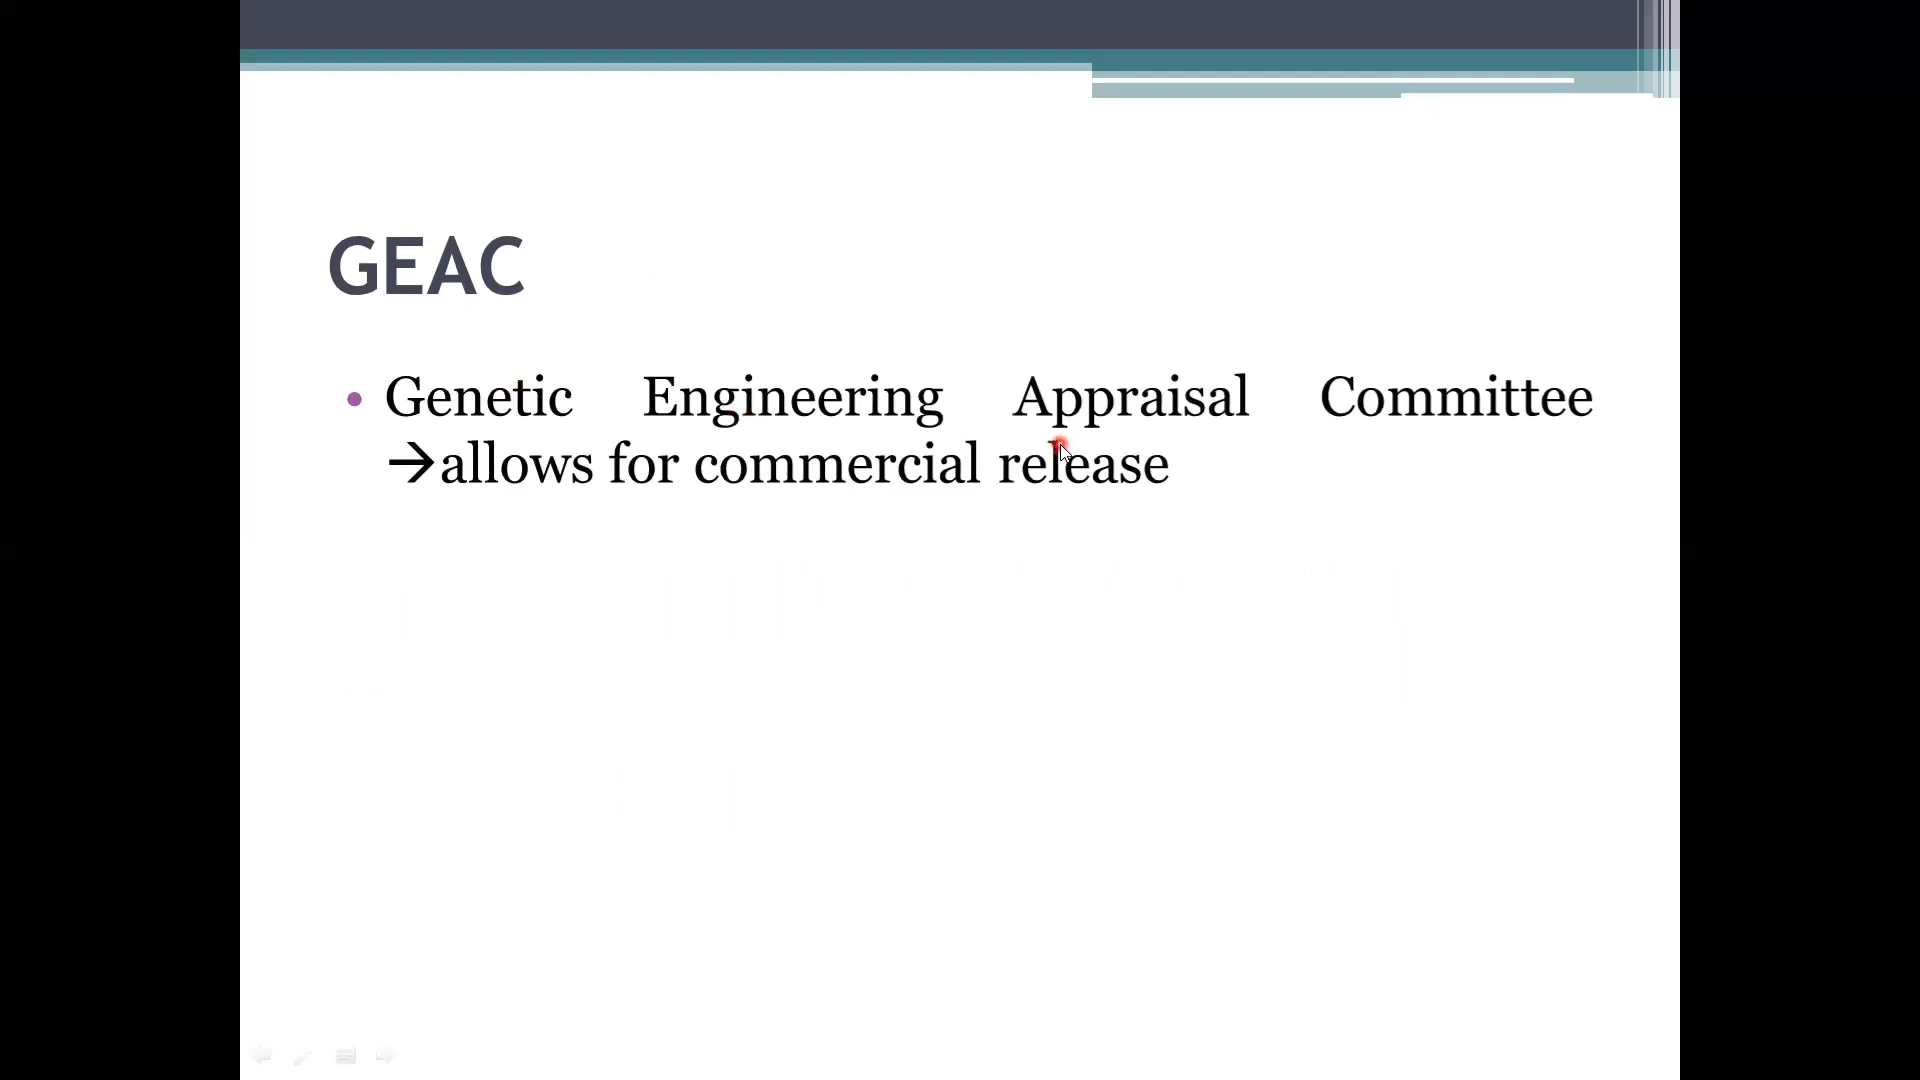 GEAC
• Genetic Engineering Appraisal Committee
→allows for commercial release